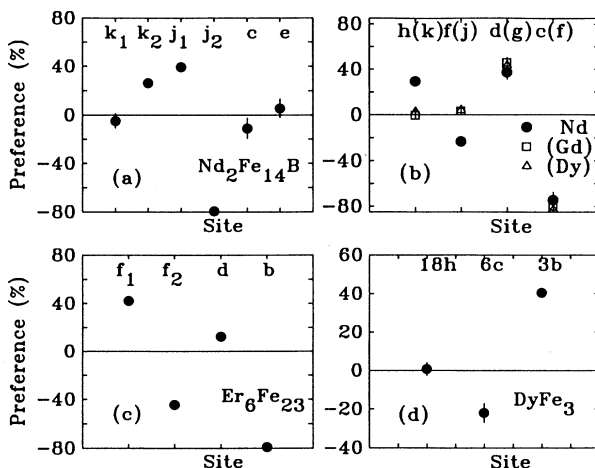 80
40
0
-40
-80
Preference (%)
k1 k2 j1 j2 c e
(a) Nd2Fe14B
Site
80
40
0
-40
-80
h(k)f(j) d(g) c(f)
Nd
(Gd)
(Dy)
(b)
Site
80
40
0
-40
-80
Preference (%)
f1 f2 d b
(c) Er6Fe23
Site
60
40
20
0
-20
-40
18h 6c 3b
(d) DyFe3
Site